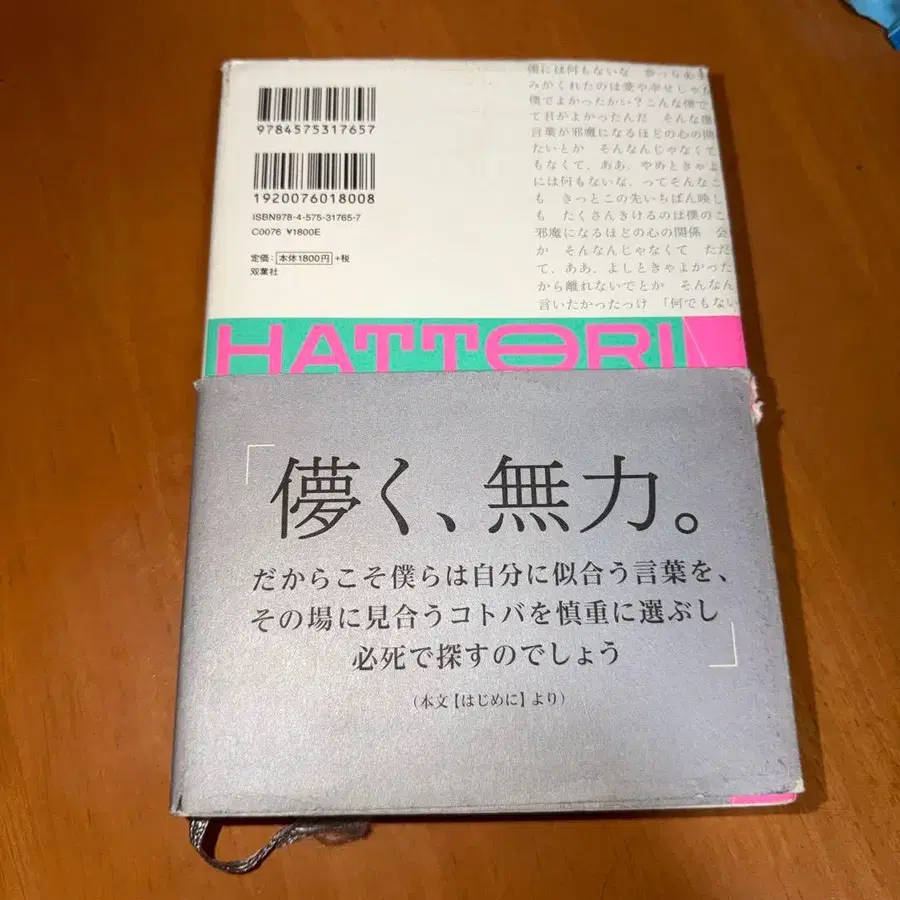 9784575317657
1920076018008
ISBN978-4-575-31765-7
C0076 ¥1800E
定価：本体1800円＋税
双葉社
僕には何もないな
みがくれたのは愛や幸せじゃ
僕でよかったかい？こんな僕で
て君がよかったんだ そんな僕
言葉が邪魔になるほどの心の関
たいとか そんなんじゃなくて
もなくて、ああ、やめときゃよ
には何もないな、ってそんなこ
も きっとこの先いちばん映し
も たくさんきけるのは僕のこ
邪魔になるほどの心の関係 会
か そんなんじゃなくて ただ
て、ああ、よしときゃよかった
から離れないでとか そんなん
言いたかったっけ 「何でもない
HATTORI
「儚く、無力。
だからこそ僕らは自分に似合う言葉を、
その場に見合うコトバを慎重に選ぶし
必死で探すのでしょう」
（本文【はじめに】より）